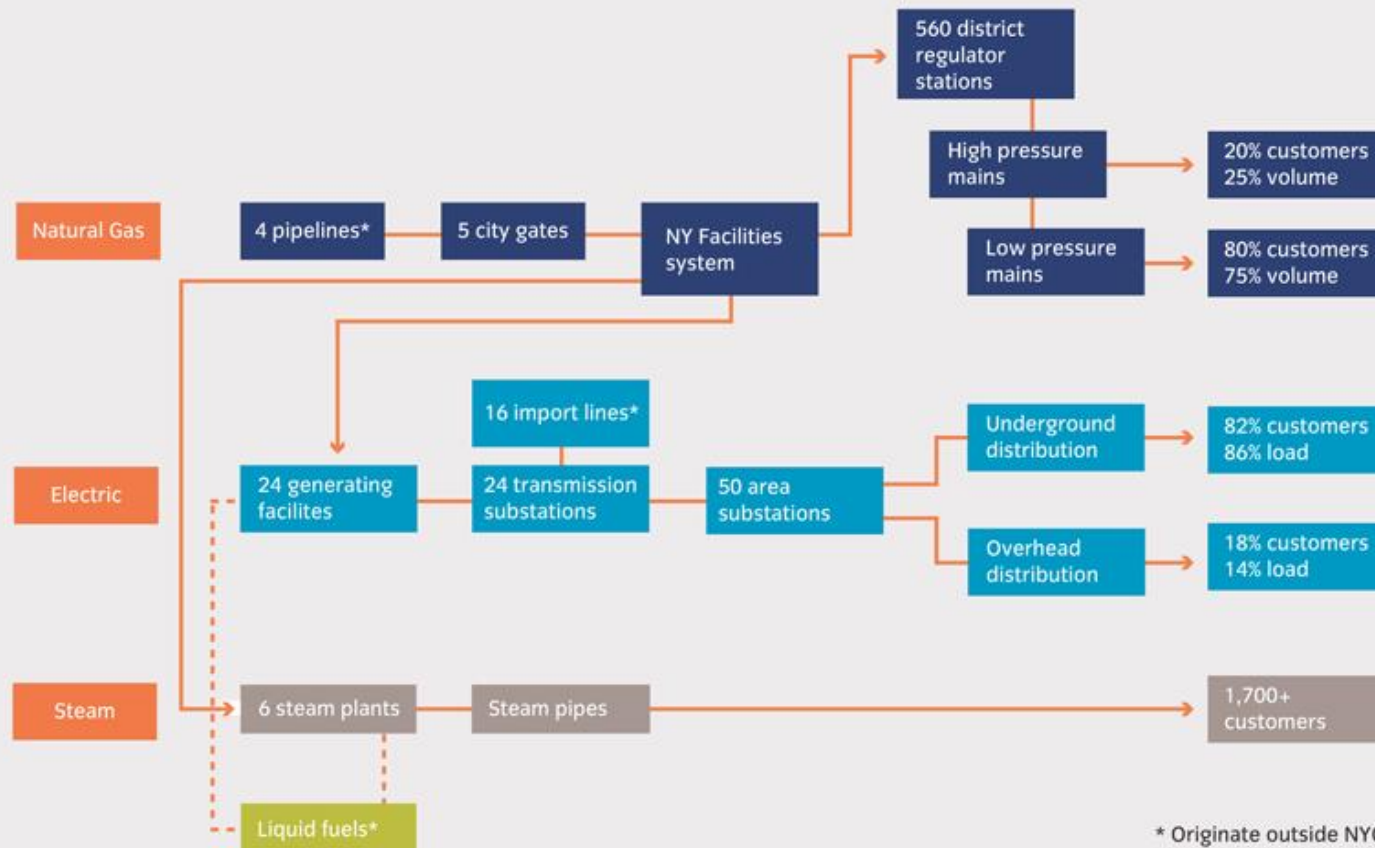 560 district
regulator
stations
High pressure
mains
20% customers
25% volume
Natural Gas
4 pipelines*
5 city gates
NY Facilities
system
Low pressure
mains
80% customers
75% volume
16 import lines*
Underground
distribution
82% customers
86% load
Electric
24 generating
facilites
24 transmission
substations
50 area
substations
Overhead
distribution
18% customers
14% load
Steam
6 steam plants
Steam pipes
1,700+
customers
Liquid fuels*
* Originate outside NYC